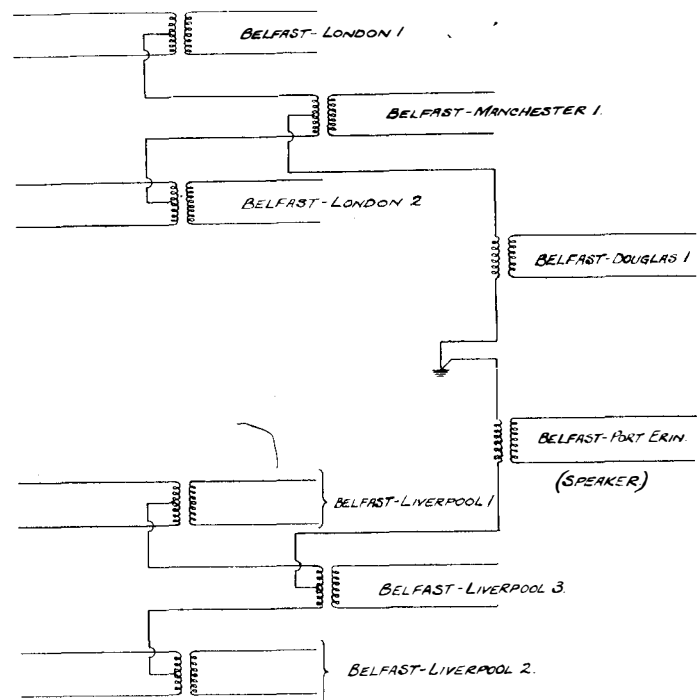 BELFAST-LONDON 1
BELFAST-MANCHESTER 1.
BELFAST-LONDON 2
BELFAST-DOUGLAS 1
BELFAST-PORT ERIN.
(SPEAKER)
BELFAST-LIVERPOOL 1
BELFAST-LIVERPOOL 3.
BELFAST-LIVERPOOL 2.